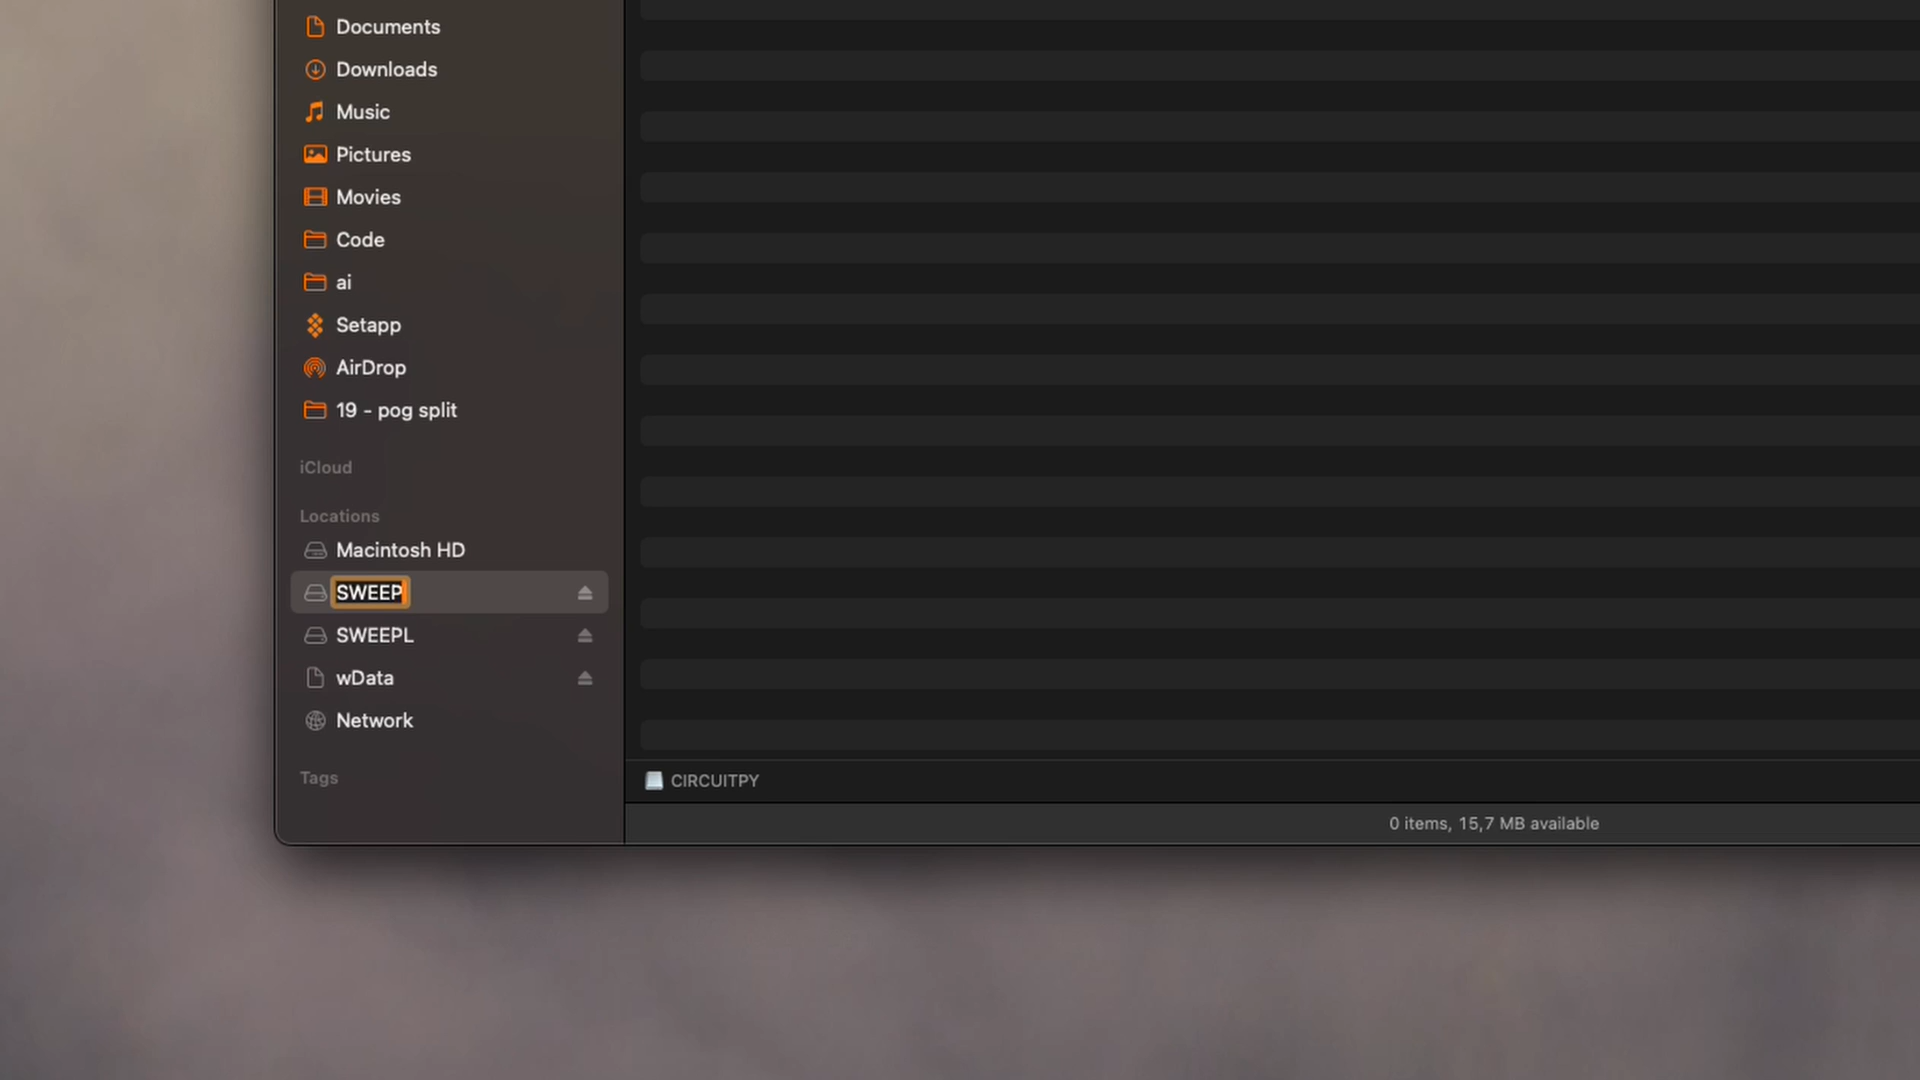 Documents
Downloads
Music
Pictures
Movies
Code
ai
Setapp
AirDrop
19 - pog split
iCloud
Locations
Macintosh HD
SWEEP
SWEEPL
wData
Network
Tags
CIRCUITPY
0 items, 15,7 MB available